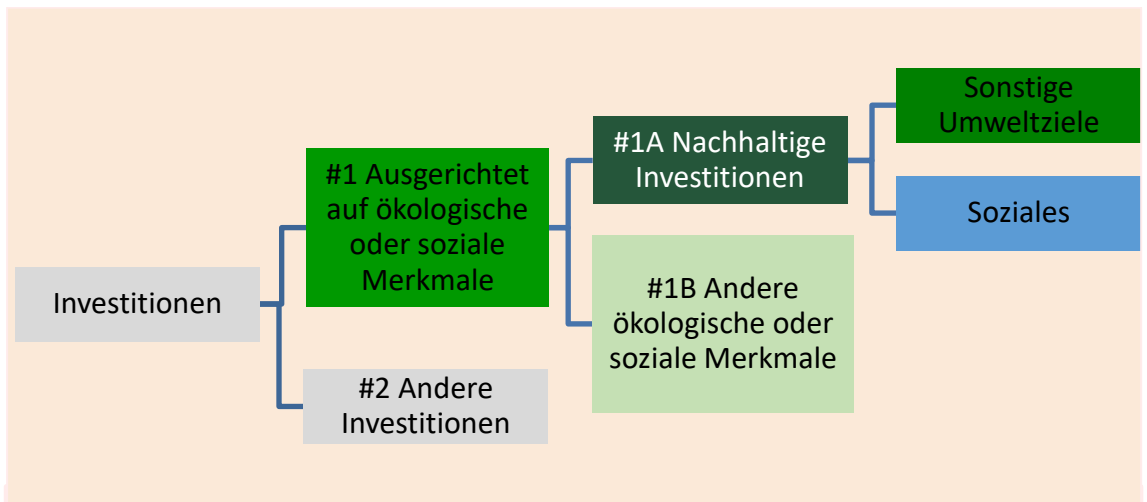 Investitionen
#1 Ausgerichtet
auf ökologische
oder soziale
Merkmale
#2 Andere
Investitionen
#1A Nachhaltige
Investitionen
#1B Andere
ökologische oder
soziale Merkmale
Sonstige
Umweltziele
Soziales